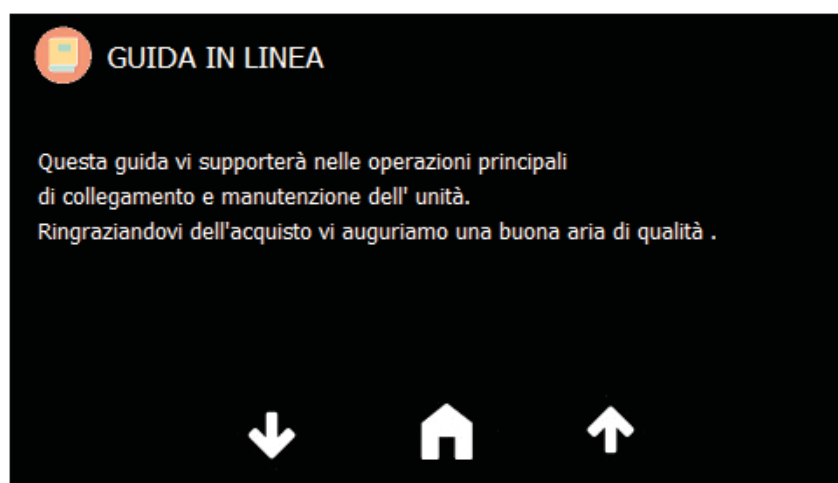 GUIDA IN LINEA
Questa guida vi supporterà nelle operazioni principali
di collegamento e manutenzione dell' unità.
Ringraziandovi dell'acquisto vi auguriamo una buona aria di qualità .